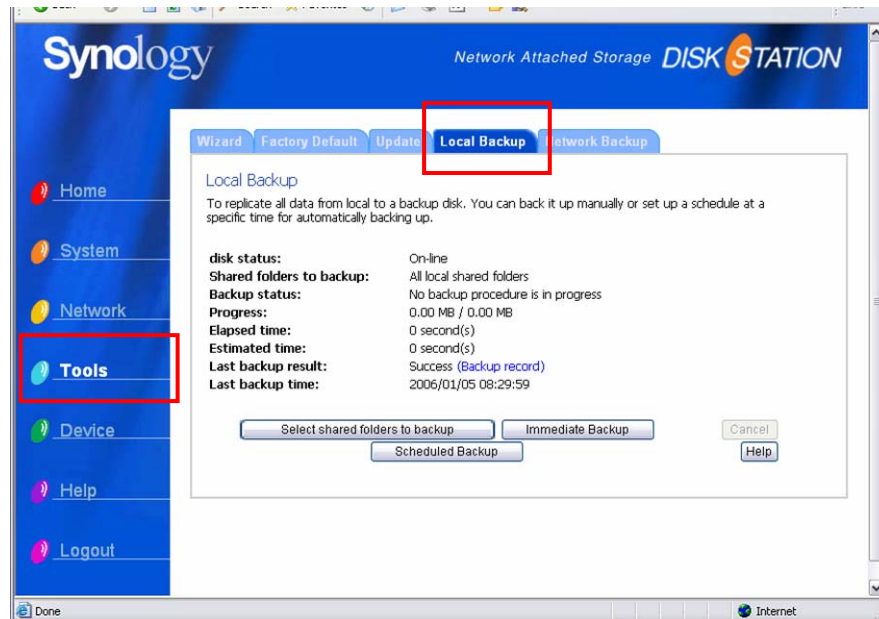 Synology
Network Attached Storage DISK STATION
Wizard Factory Default Update Local Backup Network Backup
Home
System
Network
Tools
Device
Help
Logout
Local Backup
To replicate all data from local to a backup disk. You can back it up manually or set up a schedule at a
specific time for automatically backing up.
disk status: On-line
Shared folders to backup: All local shared folders
Backup status: No backup procedure is in progress
Progress: 0.00 MB / 0.00 MB
Elapsed time: 0 second(s)
Estimated time: 0 second(s)
Last backup result: Success (Backup record)
Last backup time: 2006/01/05 08:29:59
Select shared folders to backup Immediate Backup Cancel
Scheduled Backup Help
Done Internet